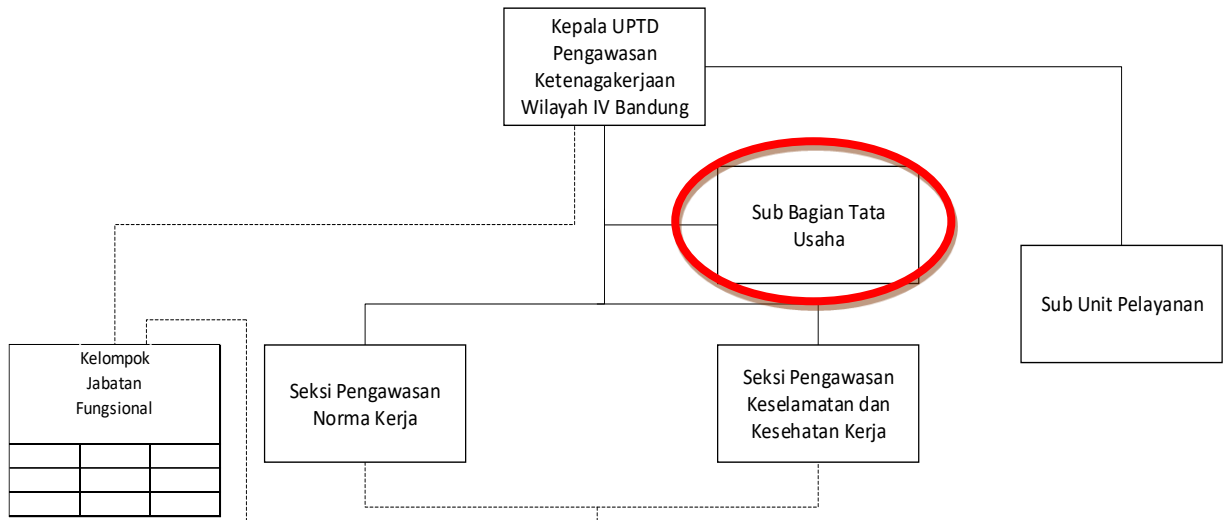 Kepala UPTD
Pengawasan
Ketenagakerjaan
Wilayah IV Bandung
Sub Bagian Tata
Usaha
Sub Unit Pelayanan
Kelompok
Jabatan
Fungsional
Seksi Pengawasan
Norma Kerja
Seksi Pengawasan
Keselamatan dan
Kesehatan Kerja